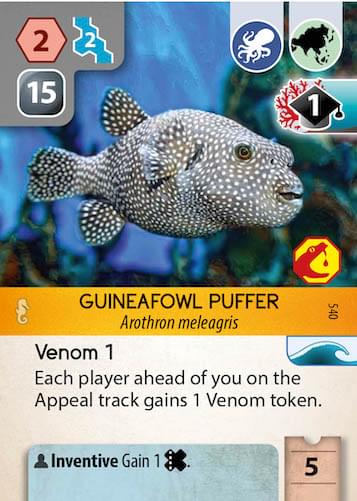 2
2
15
1
GUINEAFOWL PUFFER
Arothron meleagris
540
Venom 1
Each player ahead of you on the
Appeal track gains 1 Venom token.
Inventive Gain 1 .
5